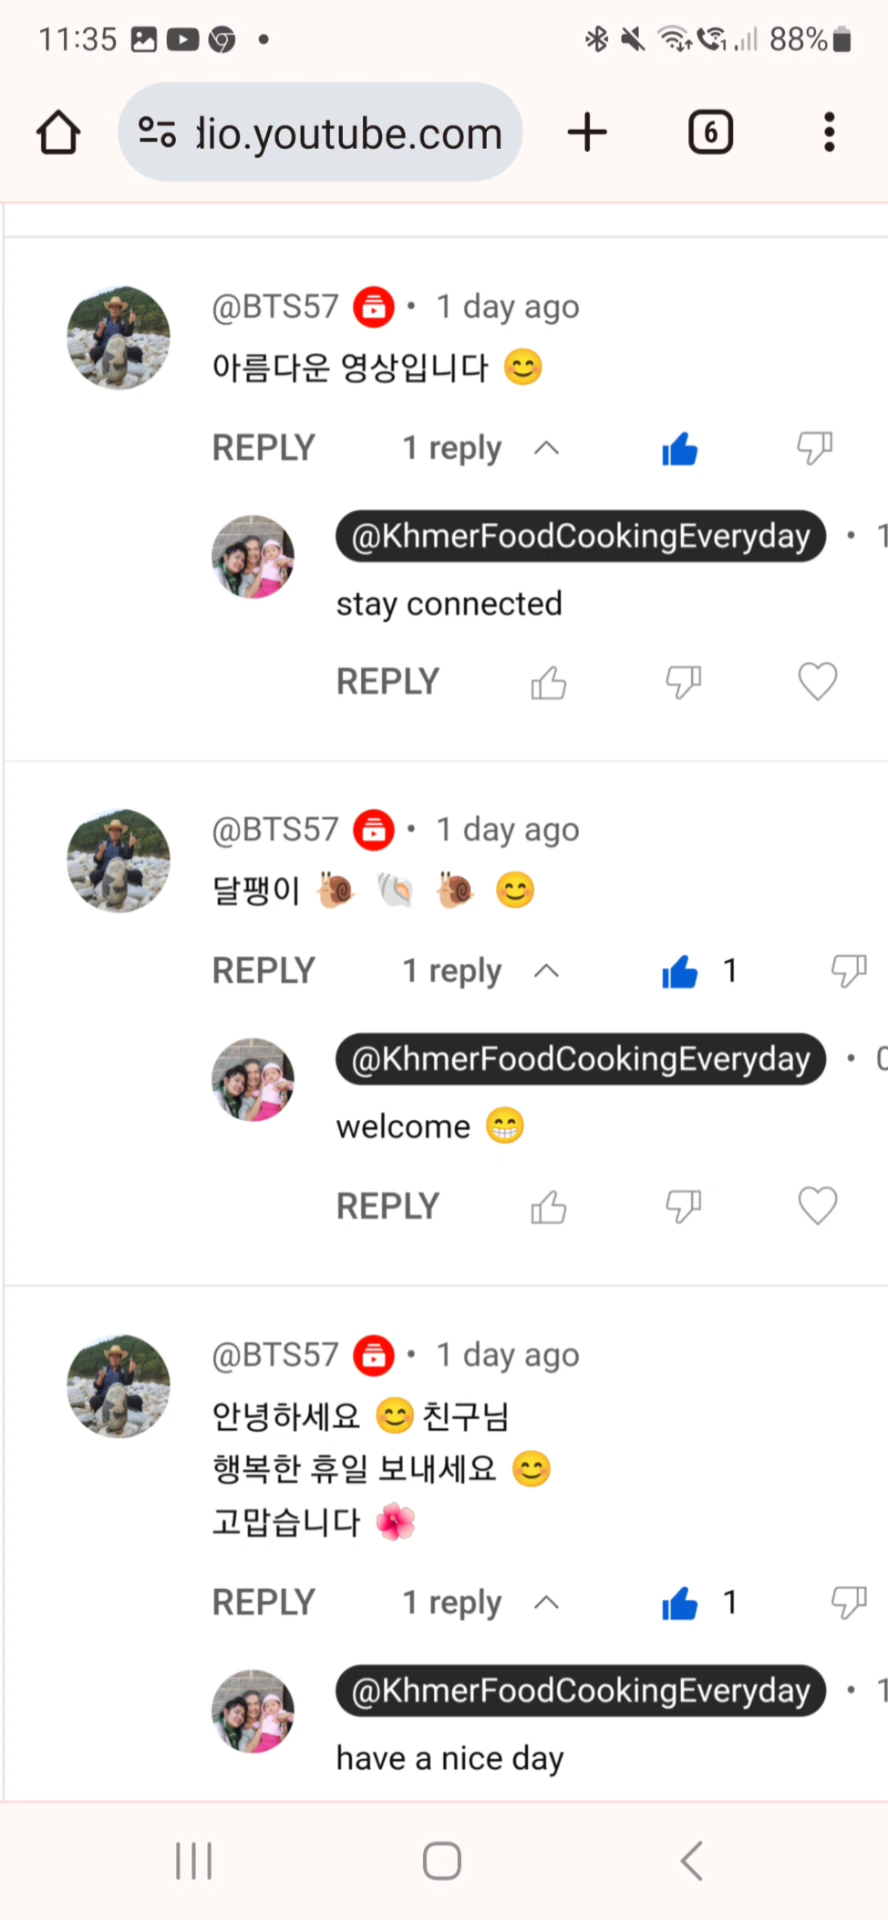 11:35
88%
dio.youtube.com
6
@BTS57 • 1 day ago
아름다운 영상입니다 😊
REPLY 1 reply
@KhmerFoodCookingEveryday • 1
stay connected
REPLY
@BTS57 • 1 day ago
달팽이 🐌 🐚 🐌 😊
REPLY 1 reply 1
@KhmerFoodCookingEveryday •
welcome 😁
REPLY
@BTS57 • 1 day ago
안녕하세요 😊 친구님
행복한 휴일 보내세요 😊
고맙습니다 🌺
REPLY 1 reply 1
@KhmerFoodCookingEveryday • 1
have a nice day